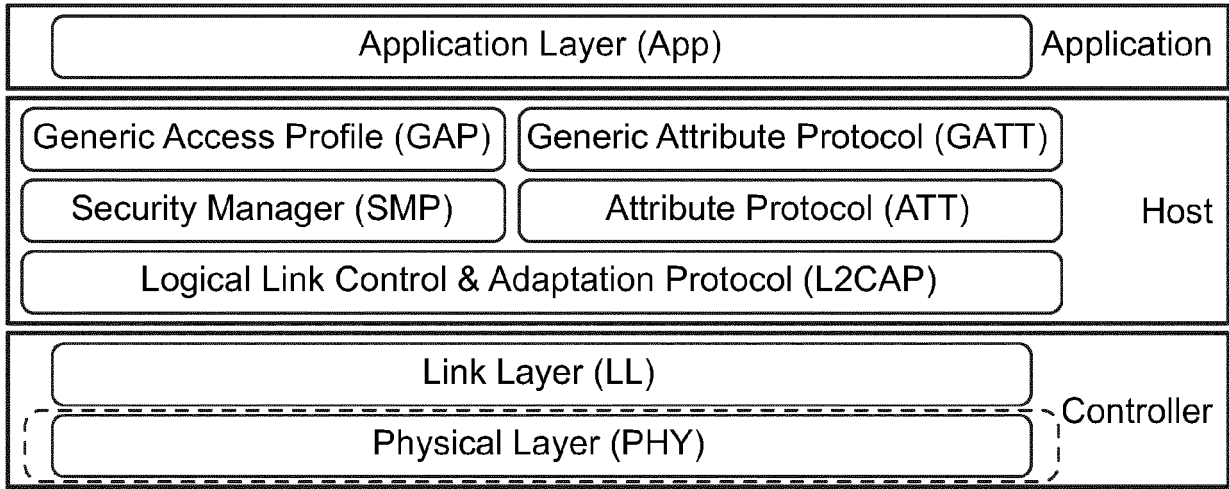 Application Layer (App)
Application
Generic Access Profile (GAP)
Generic Attribute Protocol (GATT)
Security Manager (SMP)
Attribute Protocol (ATT)
Host
Logical Link Control & Adaptation Protocol (L2CAP)
Link Layer (LL)
Controller
Physical Layer (PHY)